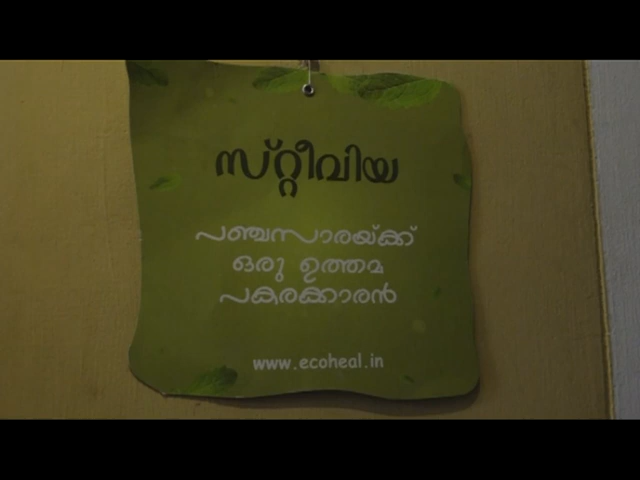 സ്റ്റീവിയ
പഞ്ചസാരയ്ക്ക്
ഒരു ഉത്തമ
പകരക്കാരൻ
www.ecoheal.in